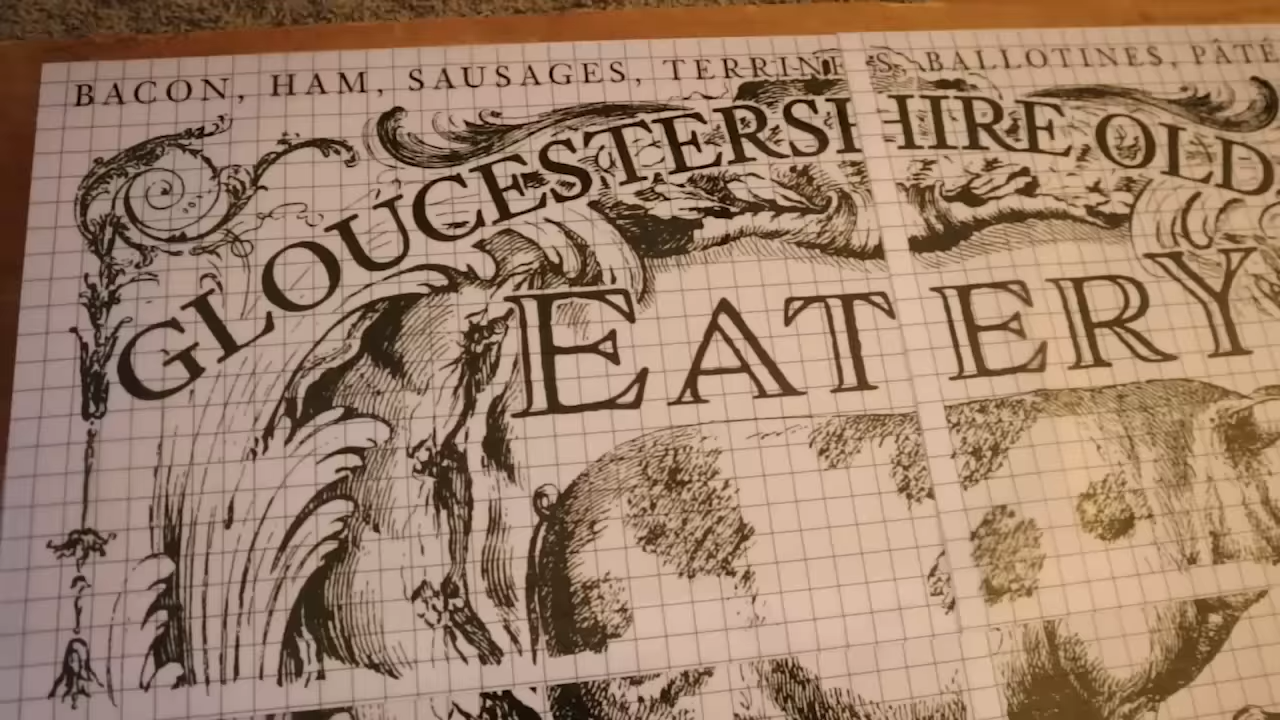 BACON, HAM, SAUSAGES, TERRINES, BALLOTINES, PÂTÉ
GLOUCESTERSHIRE OLD
EATERY